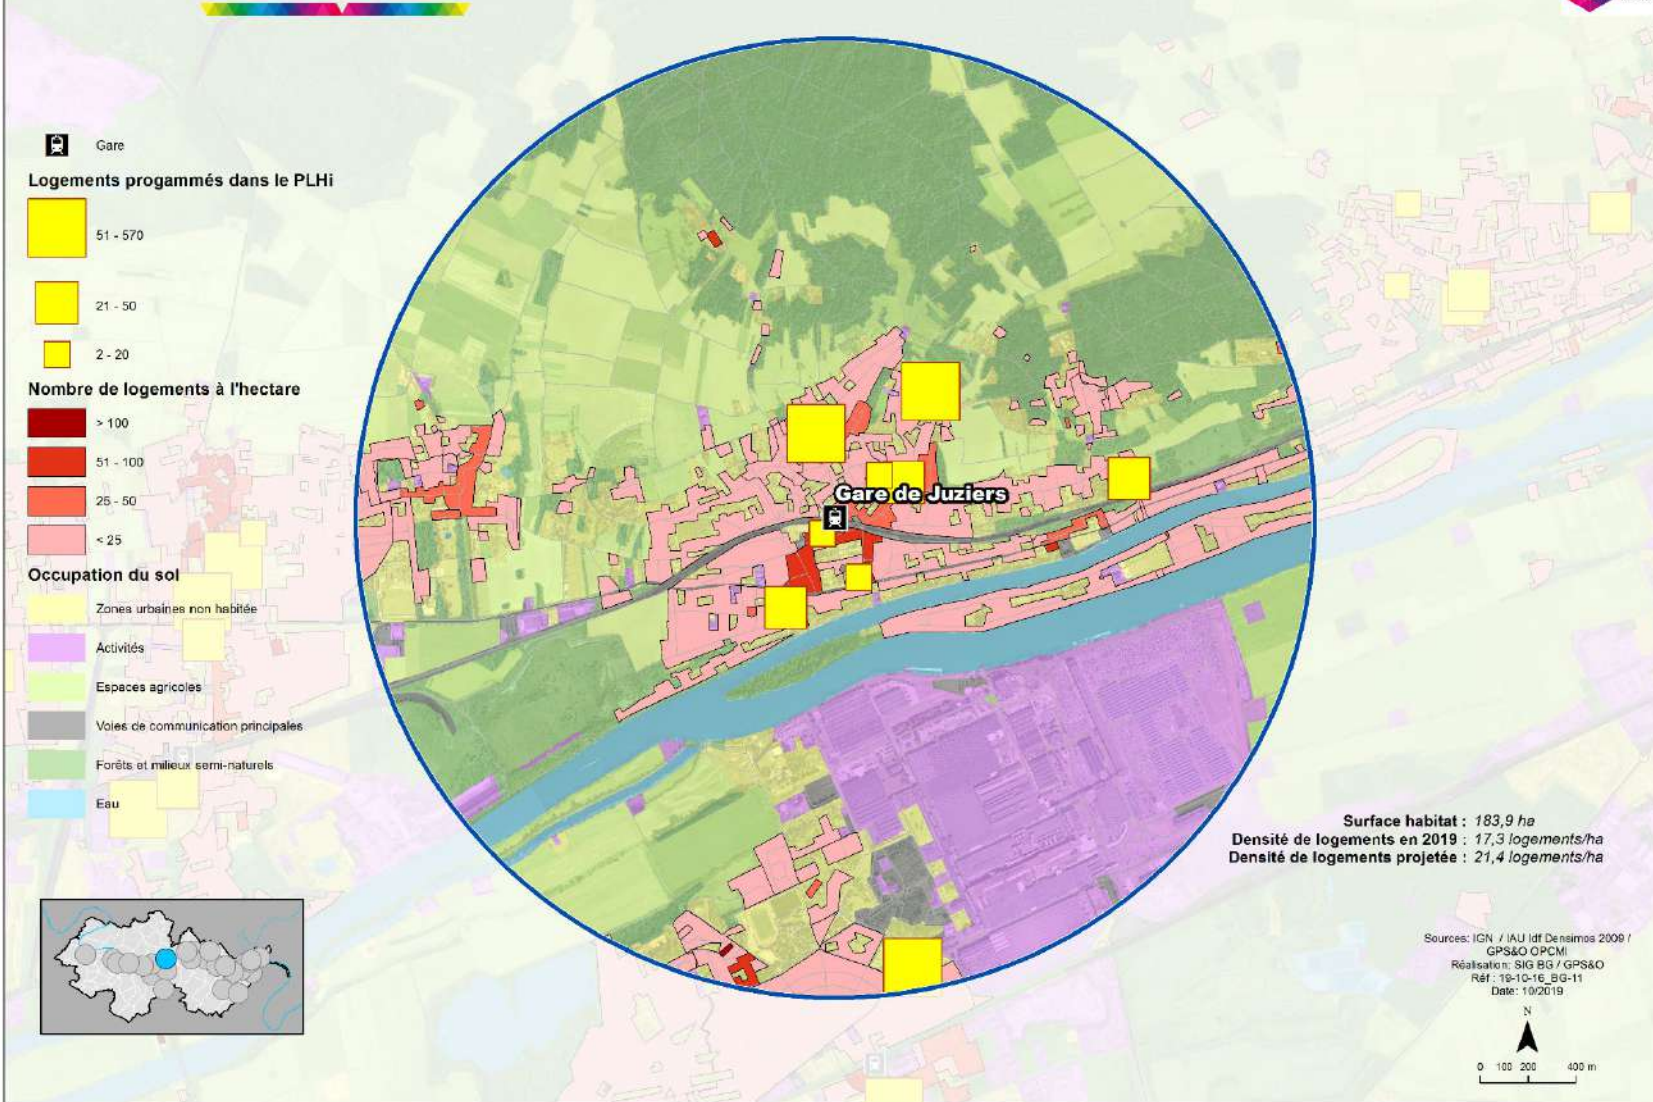 Gare
Logements progammés dans le PLHi
51 - 570
21 - 50
2 - 20
Nombre de logements à l'hectare
> 100
51 - 100
25 - 50
< 25
Occupation du sol
Zones urbaines non habitée
Activités
Espaces agricoles
Voies de communication principales
Forêts et milieux semi-naturels
Eau
Gare de Juziers
Surface habitat : 183,9 ha
Densité de logements en 2019 : 17,3 logements/ha
Densité de logements projetée : 21,4 logements/ha
Sources: IGN / IAU Idf Densimos 2009 /
GPS&O OPCMI
Réalisation: SIG BG / GPS&O
Réf : 19-10-16_BG-11
Date: 10/2019
N
0 100 200 400 m